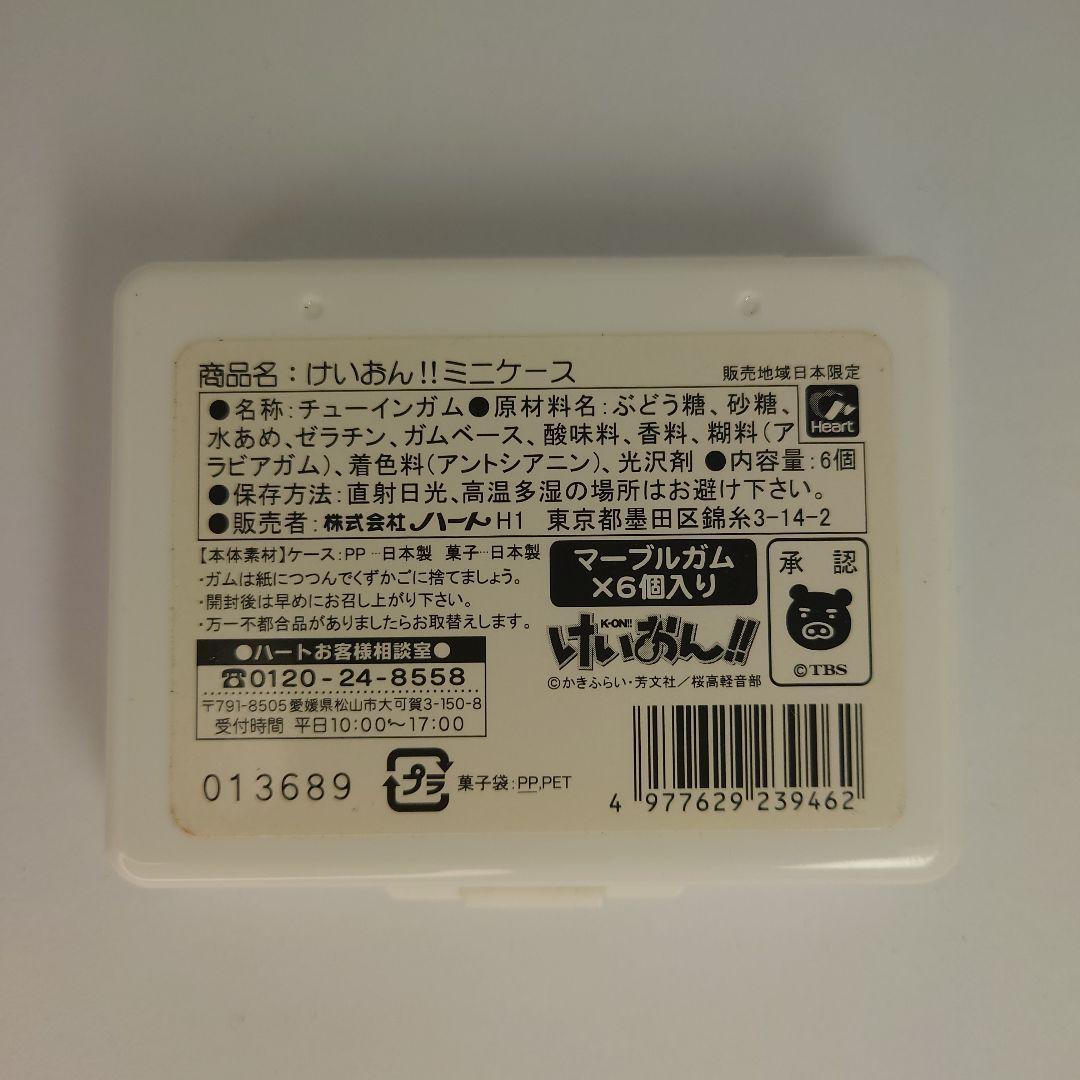 商品名：けいおん!!ミニケース
販売地域日本限定
●名称：チューインガム●原材料名：ぶどう糖、砂糖、
水あめ、ゼラチン、ガムベース、酸味料、香料、糊料（ア
ラビアガム）、着色料（アントシアニン）、光沢剤 ●内容量：6個
●保存方法：直射日光、高温多湿の場所はお避け下さい。
●販売者：株式会社ハートH1 東京都墨田区錦糸3-14-2
Heart
【本体素材】ケース：PP…日本製 菓子…日本製
・ガムは紙につつんでくずかごに捨てましょう。
・開封後は早めにお召し上がり下さい。
・万一不都合品がありましたらお取替えします。
マーブルガム
×6個入り
承認
©TBS
K-ON!!
けいおん!!
©かきふらい・芳文社／桜高軽音部
●ハートお客様相談室●
☎0120-24-8558
〒791-8505愛媛県松山市大可賀3-150-8
受付時間 平日10:00～17:00
013689
プラ
菓子袋：PP,PET
4 977629 239462